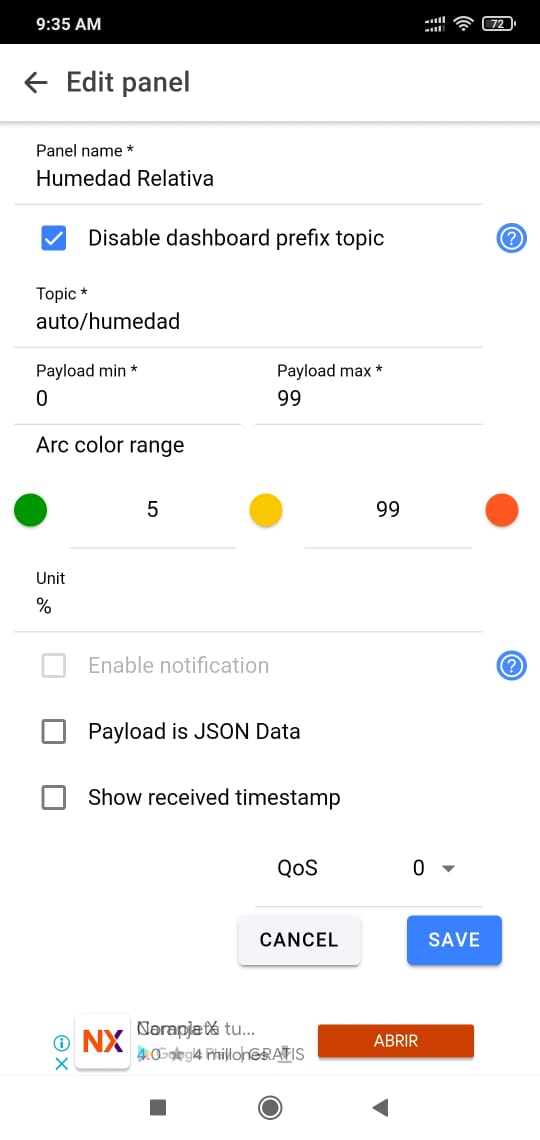 9:35 AM
72
Edit panel
Panel name *
Humedad Relativa
Disable dashboard prefix topic
?
Topic *
auto/humedad
Payload min *
Payload max *
0
99
Arc color range
5
99
Unit
%
Enable notification
?
Payload is JSON Data
Show received timestamp
QoS
0
CANCEL
SAVE
NX
tu...
4.0
4 millones
GRATIS
ABRIR